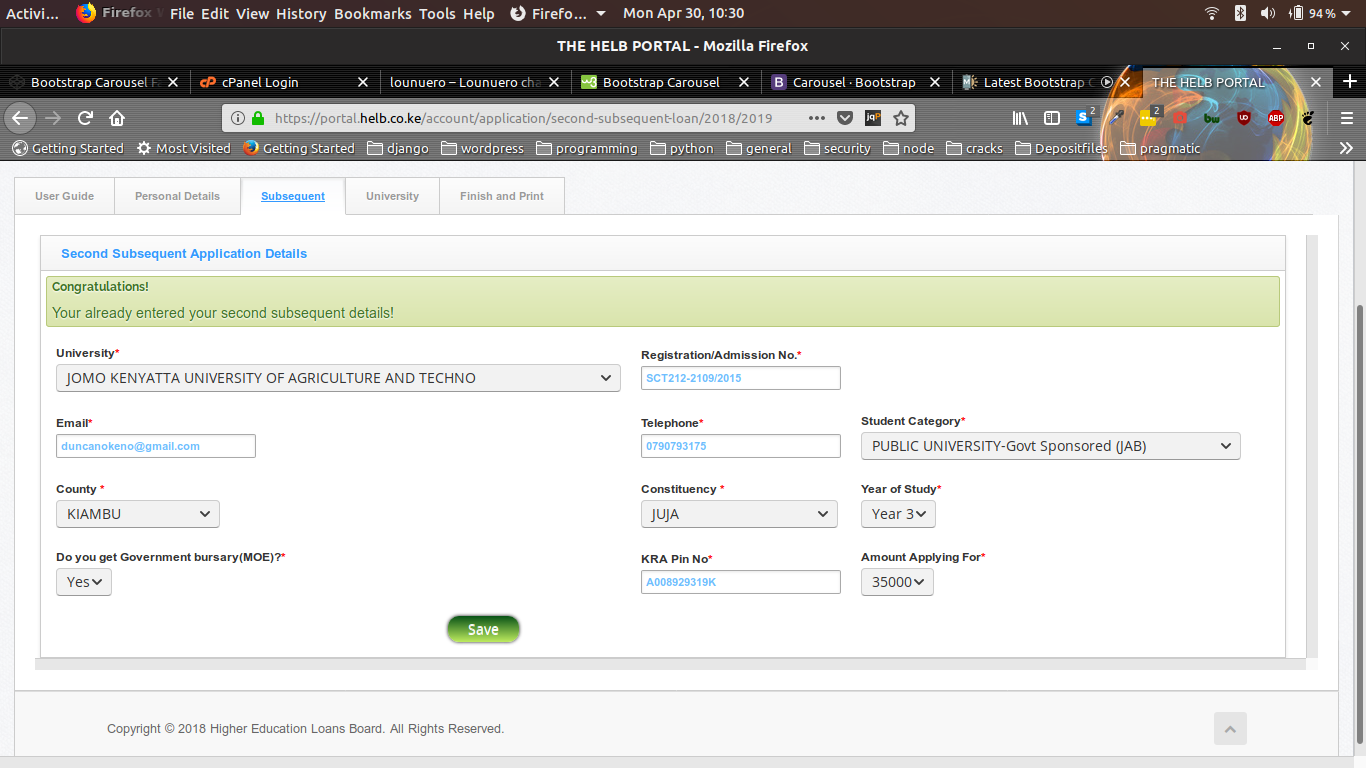 Activi... Firefox W File Edit View History Bookmarks Tools Help Firefo... Mon Apr 30, 10:30 94 %
THE HELB PORTAL - Mozilla Firefox
Bootstrap Carousel Fa cPanel Login lounuero – Lounuero cha Bootstrap Carousel Carousel · Bootstrap Latest Bootstrap C THE HELB PORTAL
https://portal.helb.co.ke/account/application/second-subsequent-loan/2018/2019
Getting Started Most Visited Getting Started django wordpress programming python general security node cracks Depositfiles pragmatic
User Guide Personal Details Subsequent University Finish and Print
Second Subsequent Application Details
Congratulations!
Your already entered your second subsequent details!
University* Registration/Admission No.*
JOMO KENYATTA UNIVERSITY OF AGRICULTURE AND TECHNO SCT212-2109/2015
Email* Telephone* Student Category*
duncanokeno@gmail.com 0790793175 PUBLIC UNIVERSITY-Govt Sponsored (JAB)
County * Constituency * Year of Study*
KIAMBU JUJA Year 3
Do you get Government bursary(MOE)?* KRA Pin No* Amount Applying For*
Yes A008929319K 35000
Save
Copyright © 2018 Higher Education Loans Board. All Rights Reserved.